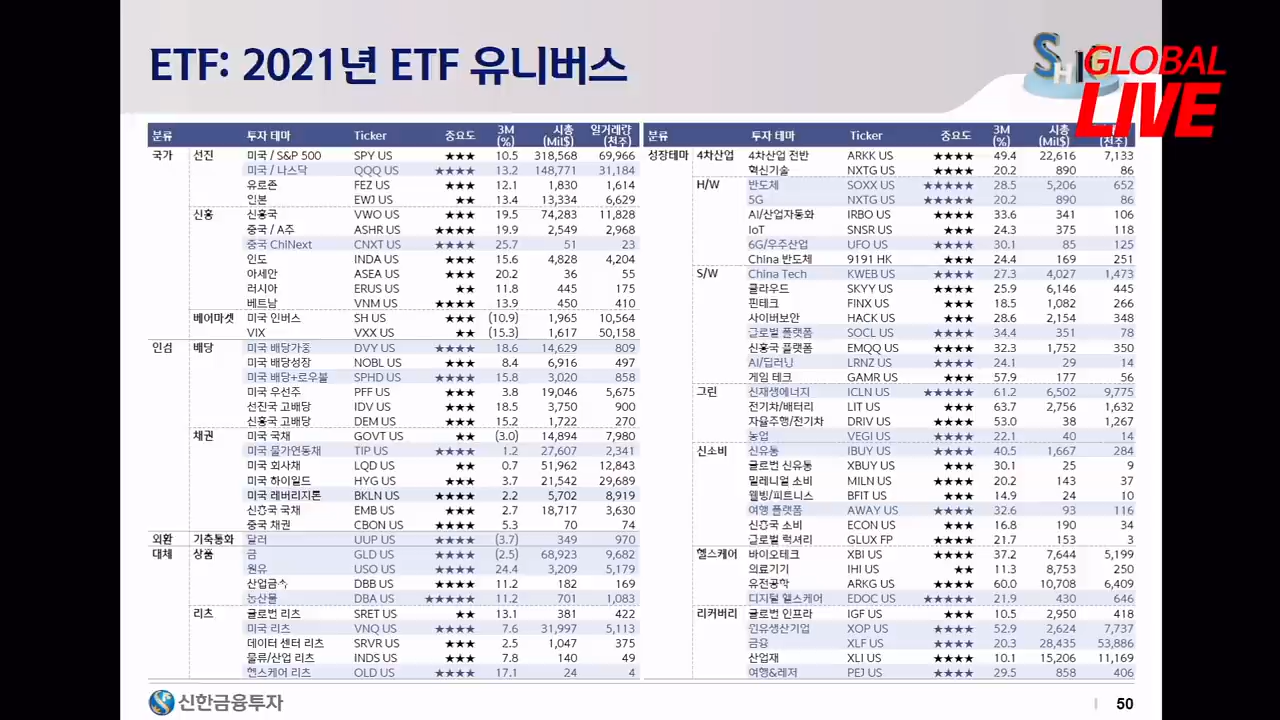 ETF: 2021년 ETF 유니버스
SHIG
GLOBAL
LIVE
분류 투자 테마 Ticker 중요도 3M (%) 시총 (Mil$) 일거래량 (천주)
국가 선진 미국 / S&P 500 SPY US ★★★ 10.5 318,568 69,966
미국 / 나스닥 QQQ US ★★★★ 13.2 148,771 31,184
유로존 FEZ US ★★★ 12.1 1,830 1,614
일본 EWJ US ★★ 13.4 13,334 6,629
신흥 신흥국 VWO US ★★★ 19.5 74,283 11,828
중국 / A주 ASHR US ★★★★ 19.9 2,549 2,968
중국 ChiNext CNXT US ★★★★ 25.7 51 23
인도 INDA US ★★★ 15.6 4,828 4,204
아세안 ASEA US ★★★ 20.2 36 55
러시아 ERUS US ★★ 11.8 445 175
베트남 VNM US ★★★★ 13.9 450 410
베어마켓 미국 인버스 SH US ★★★ (10.9) 1,965 10,564
VIX VXX US ★★ (15.3) 1,617 50,158
인컴 배당 미국 배당가중 DVY US ★★★★ 18.6 14,629 809
미국 배당성장 NOBL US ★★★ 8.4 6,916 497
미국 배당+로우볼 SPHD US ★★★★ 15.8 3,020 858
미국 우선주 PFF US ★★★ 3.8 19,046 5,675
선진국 고배당 IDV US ★★★ 18.5 3,750 900
신흥국 고배당 DEM US ★★★ 15.2 1,722 270
채권 미국 국채 GOVT US ★★ (3.0) 14,894 7,980
미국 물가연동채 TIP US ★★★★ 1.2 27,607 2,341
미국 회사채 LQD US ★★ 0.7 51,962 12,843
미국 하이일드 HYG US ★★★ 3.7 21,542 29,689
미국 레버리지론 BKLN US ★★★★ 2.2 5,702 8,919
신흥국 국채 EMB US ★★★ 2.7 18,717 3,630
중국 채권 CBON US ★★★★ 5.3 70 74
외환 기축통화 달러 UUP US ★★★★ (3.7) 349 970
대체 상품 금 GLD US ★★★★ (2.5) 68,923 9,682
원유 USO US ★★★★ 24.4 3,209 5,179
산업금속 DBB US ★★★★ 11.2 182 169
농산물 DBA US ★★★★★ 11.2 701 1,083
리츠 글로벌 리츠 SRET US ★★ 13.1 381 422
미국 리츠 VNQ US ★★★★ 7.6 31,997 5,113
데이터 센터 리츠 SRVR US ★★★ 2.5 1,047 375
물류/산업 리츠 INDS US ★★★ 7.8 140 49
헬스케어 리츠 OLD US ★★★★ 17.1 24 4
분류 투자 테마 Ticker 중요도 3M (%) 시총 (Mil$) (천주)
성장테마 4차산업 4차산업 전반 ARKK US ★★★★ 49.4 22,616 7,133
혁신기술 NXTG US ★★★ 20.2 890 86
H/W 반도체 SOXX US ★★★★★ 28.5 5,206 652
5G NXTG US ★★★★★ 20.2 890 86
AI/산업자동화 IRBO US ★★★ 33.6 341 106
IoT SNSR US ★★★ 24.3 375 118
6G/우주산업 UFO US ★★★★ 30.1 85 125
China 반도체 9191 HK ★★★ 24.4 169 251
S/W China Tech KWEB US ★★★★ 27.3 4,027 1,473
클라우드 SKYY US ★★★★ 25.9 6,146 445
핀테크 FINX US ★★★ 18.5 1,082 266
사이버보안 HACK US ★★★ 28.6 2,154 348
글로벌 플랫폼 SOCL US ★★★★ 34.4 351 78
신흥국 플랫폼 EMQQ US ★★★★ 32.3 1,752 350
AI/딥러닝 LRNZ US ★★★★ 24.1 29 14
게임 테크 GAMR US ★★★ 57.9 177 56
그린 신재생에너지 ICLN US ★★★★★ 61.2 6,502 9,775
전기차/배터리 LIT US ★★★ 63.7 2,756 1,632
자율주행/전기차 DRIV US ★★★ 53.0 38 1,267
농업 VEGI US ★★★★ 22.1 40 14
신소비 신유통 IBUY US ★★★★ 40.5 1,667 284
글로벌 신유통 XBUY US ★★★ 30.1 25 9
밀레니얼 소비 MILN US ★★★ 20.2 143 37
웰빙/피트니스 BFIT US ★★★ 14.9 24 10
여행 플랫폼 AWAY US ★★★★ 32.6 93 116
신흥국 소비 ECON US ★★★ 16.8 190 34
글로벌 럭셔리 GLUX FP ★★★ 21.7 153 3
헬스케어 바이오테크 XBI US ★★★★ 37.2 7,644 5,199
의료기기 IHI US ★★ 11.3 8,753 250
유전공학 ARKG US ★★★★ 60.0 10,708 6,409
디지털 헬스케어 EDOC US ★★★★★ 21.9 430 646
리커버리 글로벌 인프라 IGF US ★★★ 10.5 2,950 418
원유생산기업 XOP US ★★★★ 52.9 2,624 7,737
금융 XLF US ★★★★ 20.3 28,435 53,886
산업재 XLI US ★★★ 10.1 15,206 11,169
여행&레저 PEJ US ★★★★ 29.5 858 406
신한금융투자
50